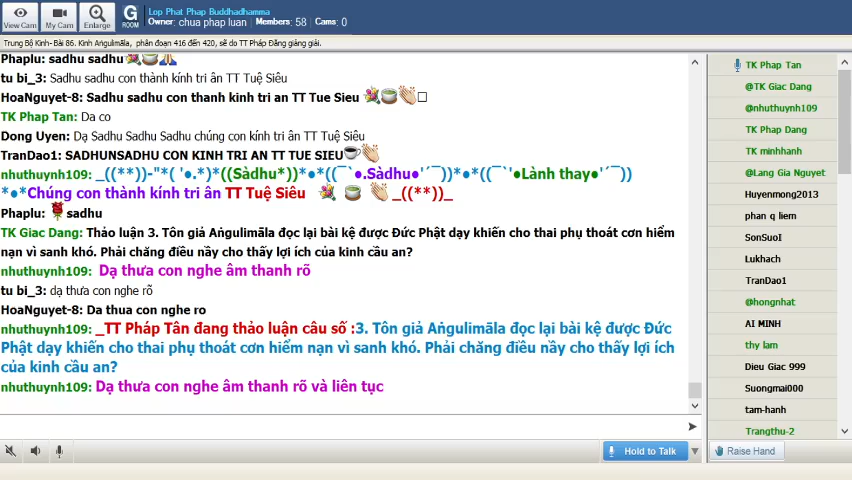 View Cam
My Cam
Enlarge
G
ROOM
Lop Phat Phap Buddhadhamma
Owner: chua phap luan Members: 58 Cams: 0
Trung Bộ Kinh- Bài 86. Kinh Aṅgulimāla, phân đoạn 416 đến 420, sẽ do TT Pháp Đăng giảng giải.
Phaplu: sadhu sadhu
tu bi_3: Sadhu sadhu con thành kính tri ân TT Tuệ Siêu
HoaNguyet-8: Sadhu sadhu con thanh kinh tri an TT Tue Sieu
TK Phap Tan: Da co
Dong Uyen: Dạ Sadhu Sadhu Sadhu chúng con kính tri ân TT Tuệ Siêu
TranDao1: SADHUNSADHU CON KINH TRI AN TT TUE SIEU
nhuthuynh109: _((**))-"*( '●.*)*((Sàdhu*))*●*((¯`●.Sàdhu●'´¯))*●*((¯`'●Lành thay●'´¯))
*●*Chúng con thành kính tri ân TT Tuệ Siêu _((**))_
Phaplu: sadhu
TK Giac Dang: Thảo luận 3. Tôn giả Aṅgulimāla đọc lại bài kệ được Đức Phật dạy khiến cho thai phụ thoát cơn hiểm
nạn vì sanh khó. Phải chăng điều nầy cho thấy lợi ích của kinh cầu an?
nhuthuynh109: Dạ thưa con nghe âm thanh rõ
tu bi_3: dạ thưa con nghe rõ
HoaNguyet-8: Da thua con nghe ro
nhuthuynh109: _TT Pháp Tân đang thảo luận câu số :3. Tôn giả Aṅgulimāla đọc lại bài kệ được Đức
Phật dạy khiến cho thai phụ thoát cơn hiểm nạn vì sanh khó. Phải chăng điều nầy cho thấy lợi ích
của kinh cầu an?
nhuthuynh109: Dạ thưa con nghe âm thanh rõ và liên tục
Hold to Talk
TK Phap Tan
@TK Giac Dang
@nhuthuynh109
TK Phap Dang
TK minhhanh
@Lang Gia Nguyet
Huyenmong2013
phan q liem
SonSuoI
Lukhach
TranDao1
@hongnhat
AI MINH
thy lam
Dieu Giac 999
Suongmai000
tam-hanh
Trangthu-2
Raise Hand